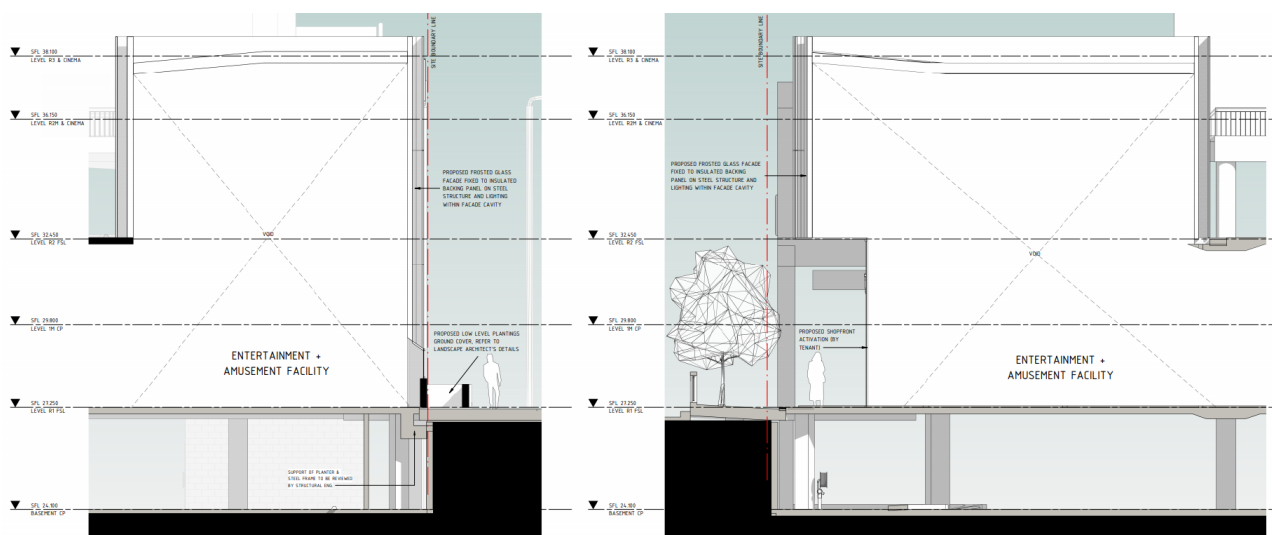 SFL 38.100
LEVEL R3 & CINEMA
SFL 36.150
LEVEL R2M & CINEMA
SFL 32.450
LEVEL R2 FSL
SFL 29.800
LEVEL 1M CP
SFL 27.250
LEVEL R1 FSL
SFL 24.100
BASEMENT CP
SITE BOUNDARY LINE
PROPOSED FROSTED GLASS
FACADE FIXED TO INSULATED
BACKING PANEL ON STEEL
STRUCTURE AND LIGHTING
WITHIN FACADE CAVITY
VOID
PROPOSED LOW LEVEL PLANTINGS
GROUND COVER, REFER TO
LANDSCAPE ARCHITECT'S DETAILS
ENTERTAINMENT +
AMUSEMENT FACILITY
SUPPORT OF PLANTER &
STEEL FRAME TO BE REVIEWED
BY STRUCTURAL ENG.
SFL 38.100
LEVEL R3 & CINEMA
SFL 36.150
LEVEL R2M & CINEMA
SFL 32.450
LEVEL R2 FSL
SFL 29.800
LEVEL 1M CP
SFL 27.250
LEVEL R1 FSL
SFL 24.100
BASEMENT CP
SITE BOUNDARY LINE
PROPOSED FROSTED GLASS FACADE
FIXED TO INSULATED BACKING
PANEL ON STEEL STRUCTURE AND
LIGHTING WITHIN FACADE CAVITY
VOID
PROPOSED SHOPFRONT
ACTIVATION (BY
TENANT)
ENTERTAINMENT +
AMUSEMENT FACILITY